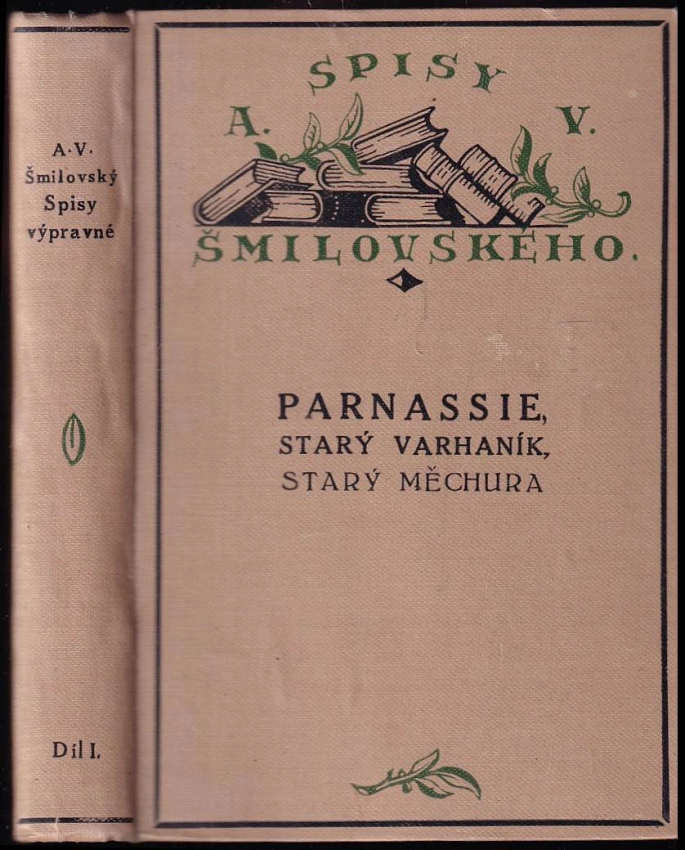 A. V.
Šmilovský
Spisy
výpravné
Díl I.
SPISY
A. V.
ŠMILOVSKÉHO.
PARNASSIE,
STARÝ VARHANÍK,
STARÝ MĚCHURA